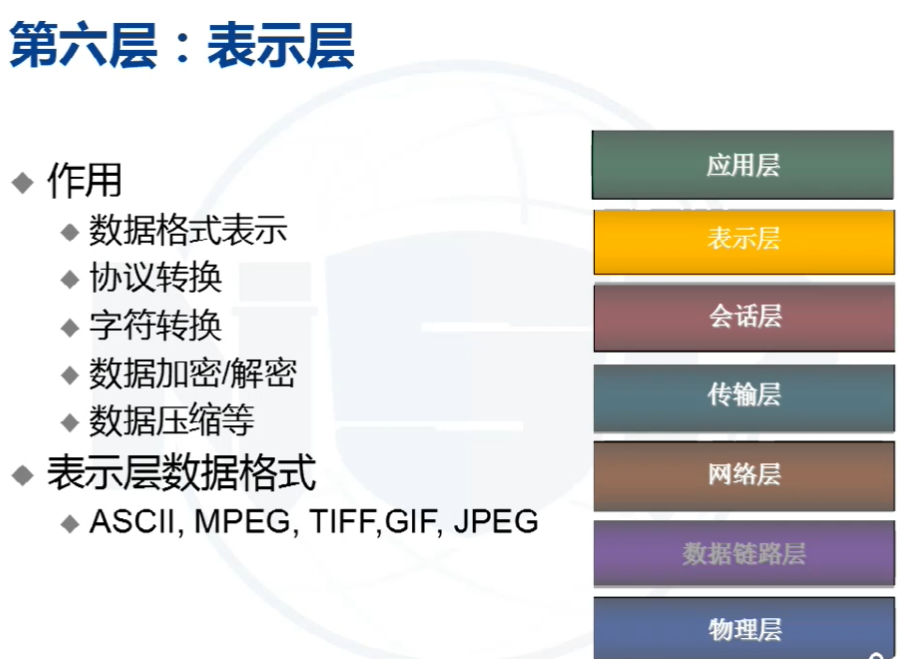 第六层：表示层
作用
数据格式表示
协议转换
字符转换
数据加密/解密
数据压缩等
表示层数据格式
ASCII, MPEG, TIFF,GIF, JPEG
应用层
表示层
会话层
传输层
网络层
数据链路层
物理层